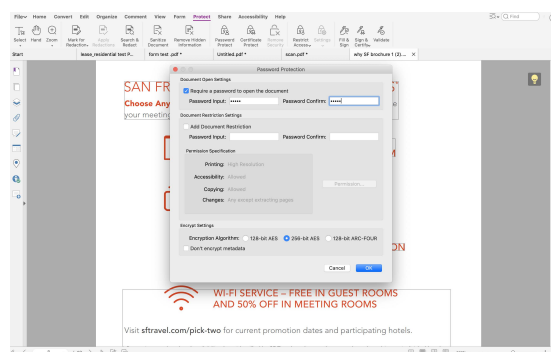 File Home Convert Edit Organize Comment View Form Protect Share Accessibility Help
Find
Select Hand Zoom Mark for Redaction Apply Redactions Search & Redact Sanitize Document Remove Hidden Information Password Protect Certificate Protect Remove Security Restrict Access Settings Fill & Sign Sign & Certify Validate
Start lease_residential test P... form test .pdf * Untitled.pdf * scan.pdf * why SF brochure 1 (2)....
SAN FR
Choose Any
your meeting
Password Protection
Document Open Settings
Require a password to open the document
Password Input: ••••• Password Confirm: •••••
Document Restriction Settings
Add Document Restriction
Password Input: Password Confirm:
Permission Specification
Printing: High Resolution
Accessibility: Allowed
Copying: Allowed
Changes: Any except extracting pages
Permission...
Encrypt Settings
Encryption Algorithm: 128-bit AES 256-bit AES 128-bit ARC-FOUR
Don't encrypt metadata
Cancel OK
M
ON
WI-FI SERVICE – FREE IN GUEST ROOMS
AND 50% OFF IN MEETING ROOMS
Visit sftravel.com/pick-two for current promotion dates and participating hotels.